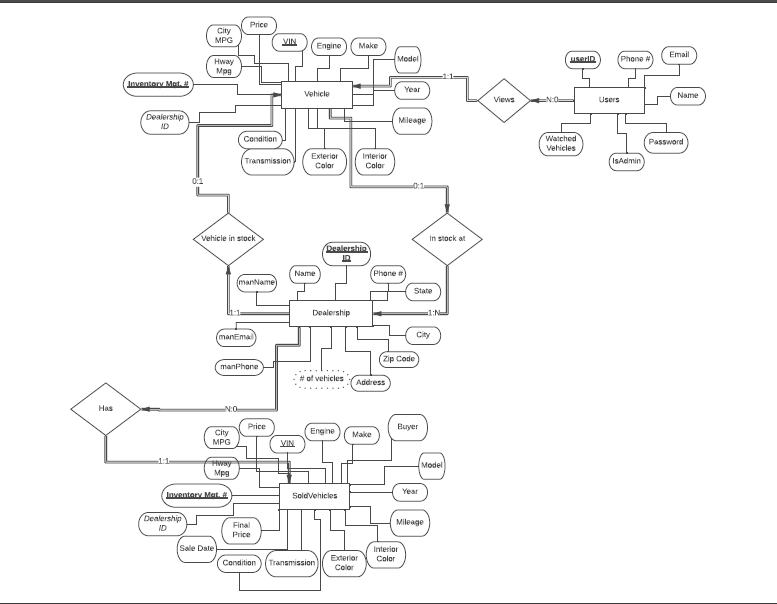 City
MPG
Price
VIN
Engine
Make
Model
Hway
Mpg
Inventory Mgt. #
Vehicle
Year
Dealership
ID
Mileage
Condition
Transmission
Exterior
Color
Interior
Color
1:1
Views
N:0
userID
Phone #
Email
Users
Name
Watched
Vehicles
IsAdmin
Password
0:1
0:1
Vehicle in stock
In stock at
Dealership
ID
manName
Name
Phone #
State
1:1
Dealership
1:N
manEmail
City
manPhone
Zip Code
# of vehicles
Address
Has
N:0
City
MPG
Price
VIN
Engine
Make
Buyer
1:1
Hway
Mpg
Model
Inventory Mgt. #
SoldVehicles
Year
Dealership
ID
Final
Price
Mileage
Sale Date
Condition
Transmission
Exterior
Color
Interior
Color